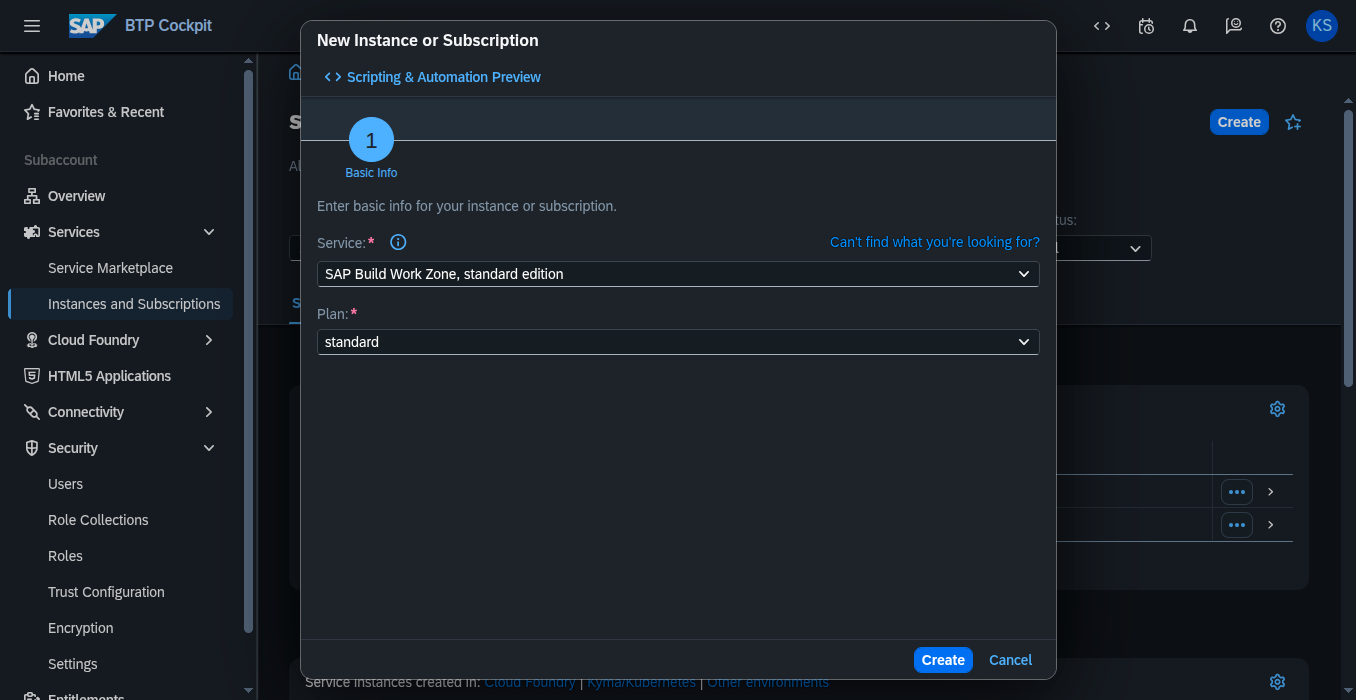 SAP BTP Cockpit
KS
Home
Favorites & Recent
Subaccount
Overview
Services
Service Marketplace
Instances and Subscriptions
Cloud Foundry
HTML5 Applications
Connectivity
Security
Users
Role Collections
Roles
Trust Configuration
Encryption
Settings
Entitlements
Create
New Instance or Subscription
Scripting & Automation Preview
1
Basic Info
Enter basic info for your instance or subscription.
Service:*
Can't find what you're looking for?
SAP Build Work Zone, standard edition
Plan:*
standard
Create
Cancel
Service instances created in: Cloud Foundry | Kyma/Kubernetes | Other environments